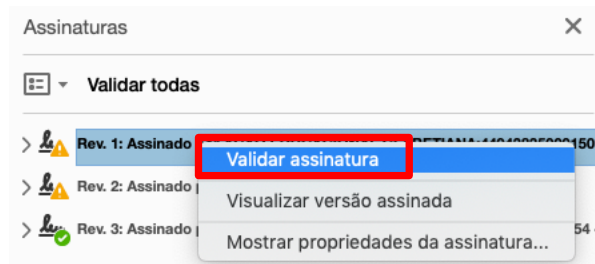 Assinaturas
Validar todas
Rev. 1: Assinado
Validar assinatura
Rev. 2: Assinado
Visualizar versão assinada
Rev. 3: Assinado
Mostrar propriedades da assinatura...